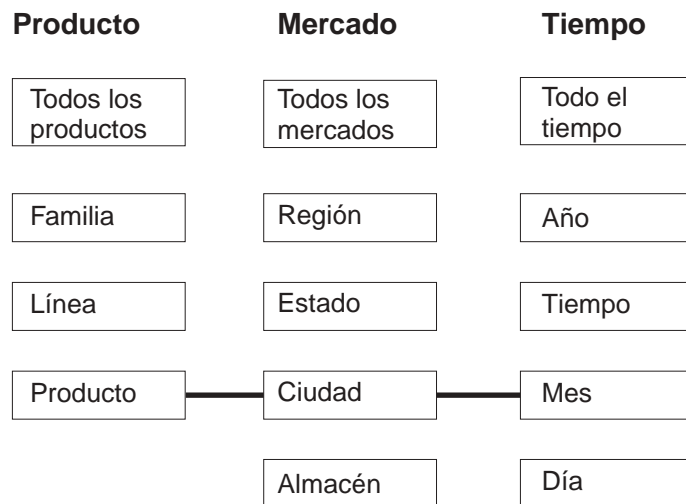 Producto Mercado Tiempo
Todos los
productos
Todos los
mercados
Todo el
tiempo
Familia Región Año
Línea Estado Tiempo
Producto Ciudad Mes
Almacén Día